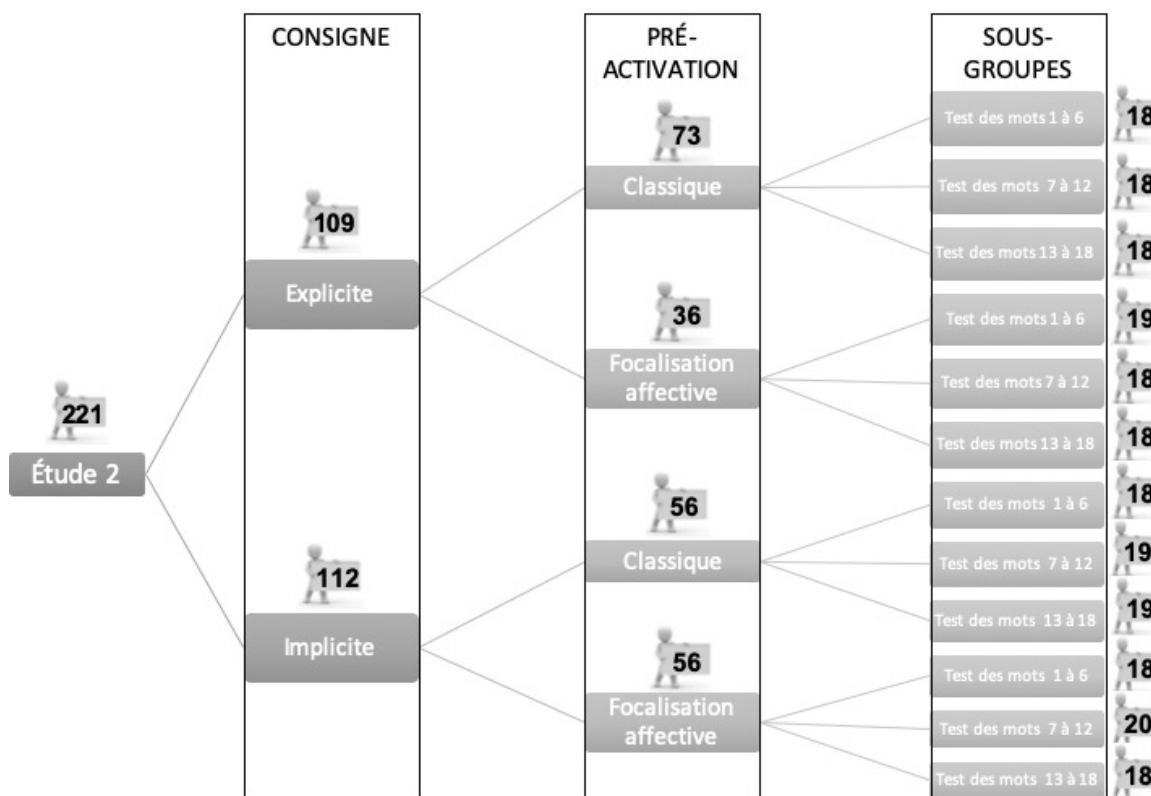 CONSIGNE
PRÉ-
ACTIVATION
SOUS-
GROUPES
221
Étude 2
109
Explicite
112
Implicite
73
Classique
36
Focalisation
affective
56
Classique
56
Focalisation
affective
Test des mots 1 à 6
18
Test des mots 7 à 12
18
Test des mots 13 à 18
18
Test des mots 1 à 6
19
Test des mots 7 à 12
18
Test des mots 13 à 18
18
Test des mots 1 à 6
18
Test des mots 7 à 12
19
Test des mots 13 à 18
19
Test des mots 1 à 6
18
Test des mots 7 à 12
20
Test des mots 13 à 18
18